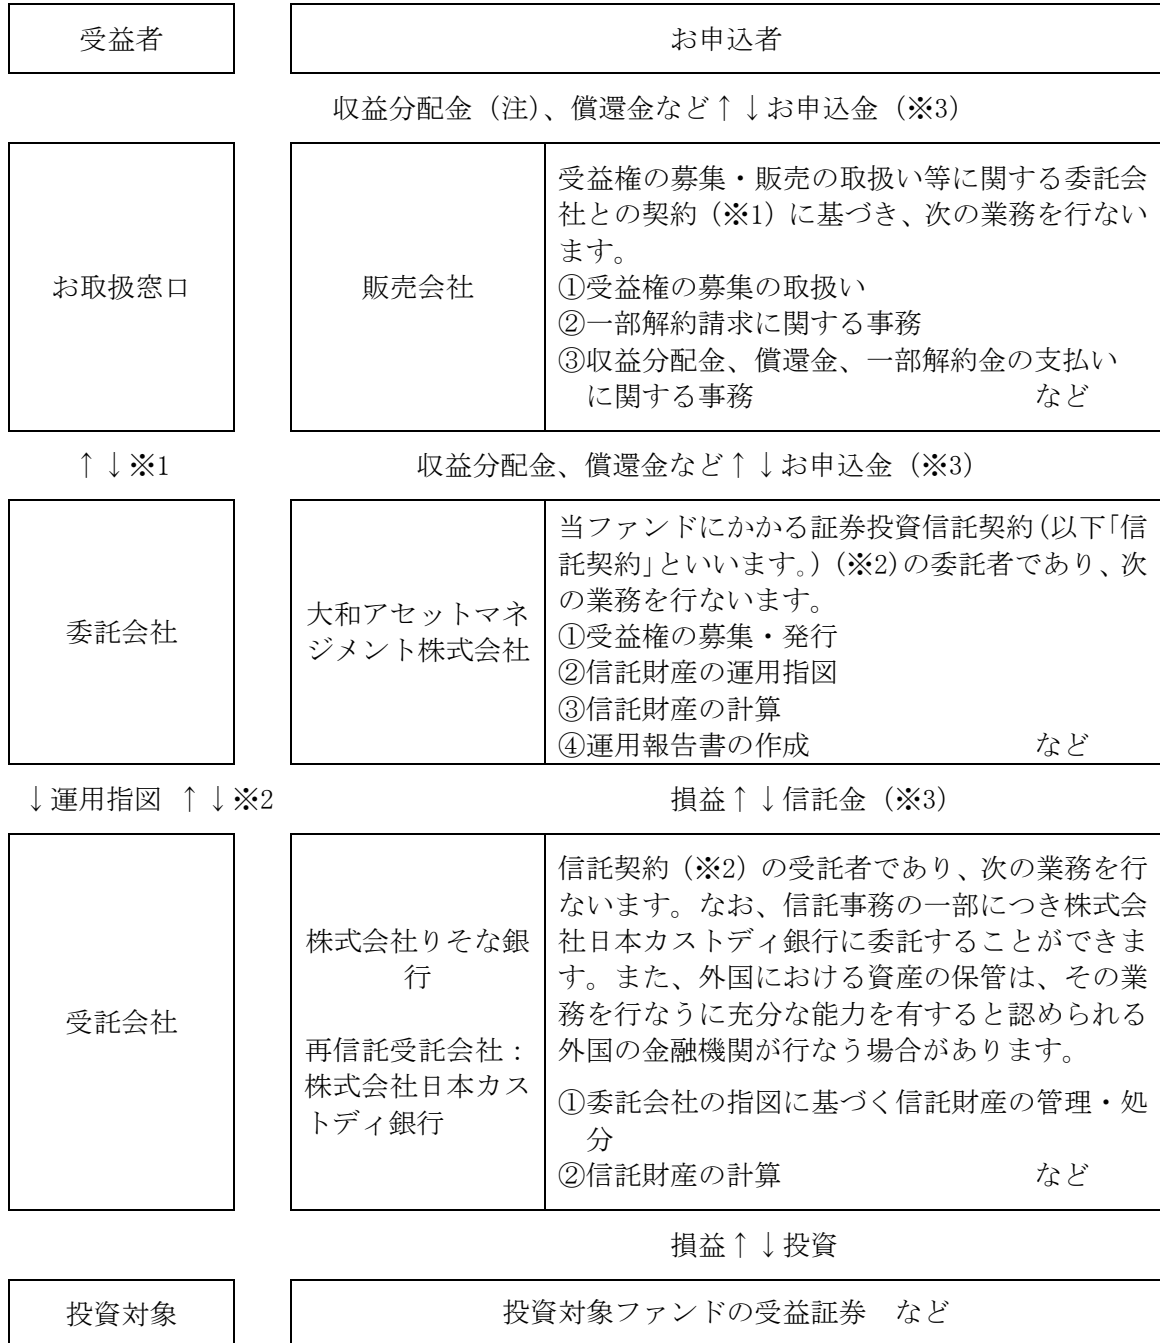 受益者
お申込者
収益分配金（注）、償還金など↑↓お申込金（※3）
お取扱窓口
販売会社
受益権の募集・販売の取扱い等に関する委託会
社との契約（※1）に基づき、次の業務を行ない
ます。
①受益権の募集の取扱い
②一部解約請求に関する事務
③収益分配金、償還金、一部解約金の支払い
に関する事務 など
↑↓※1
収益分配金、償還金など↑↓お申込金（※3）
委託会社
大和アセットマネ
ジメント株式会社
当ファンドにかかる証券投資信託契約（以下「信
託契約」といいます。）（※2）の委託者であり、次
の業務を行ないます。
①受益権の募集・発行
②信託財産の運用指図
③信託財産の計算
④運用報告書の作成 など
↓運用指図 ↑↓※2
損益↑↓信託金（※3）
受託会社
株式会社りそな銀
行
再信託受託会社：
株式会社日本カス
トディ銀行
信託契約（※2）の受託者であり、次の業務を行
ないます。なお、信託事務の一部につき株式会
社日本カストディ銀行に委託することができま
す。また、外国における資産の保管は、その業
務を行なうに充分な能力を有すると認められる
外国の金融機関が行なう場合があります。
①委託会社の指図に基づく信託財産の管理・処
分
②信託財産の計算 など
損益↑↓投資
投資対象
投資対象ファンドの受益証券 など